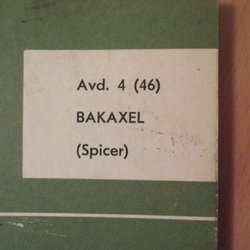 Avd. 4 (46)
BAKAXEL
(Spicer)